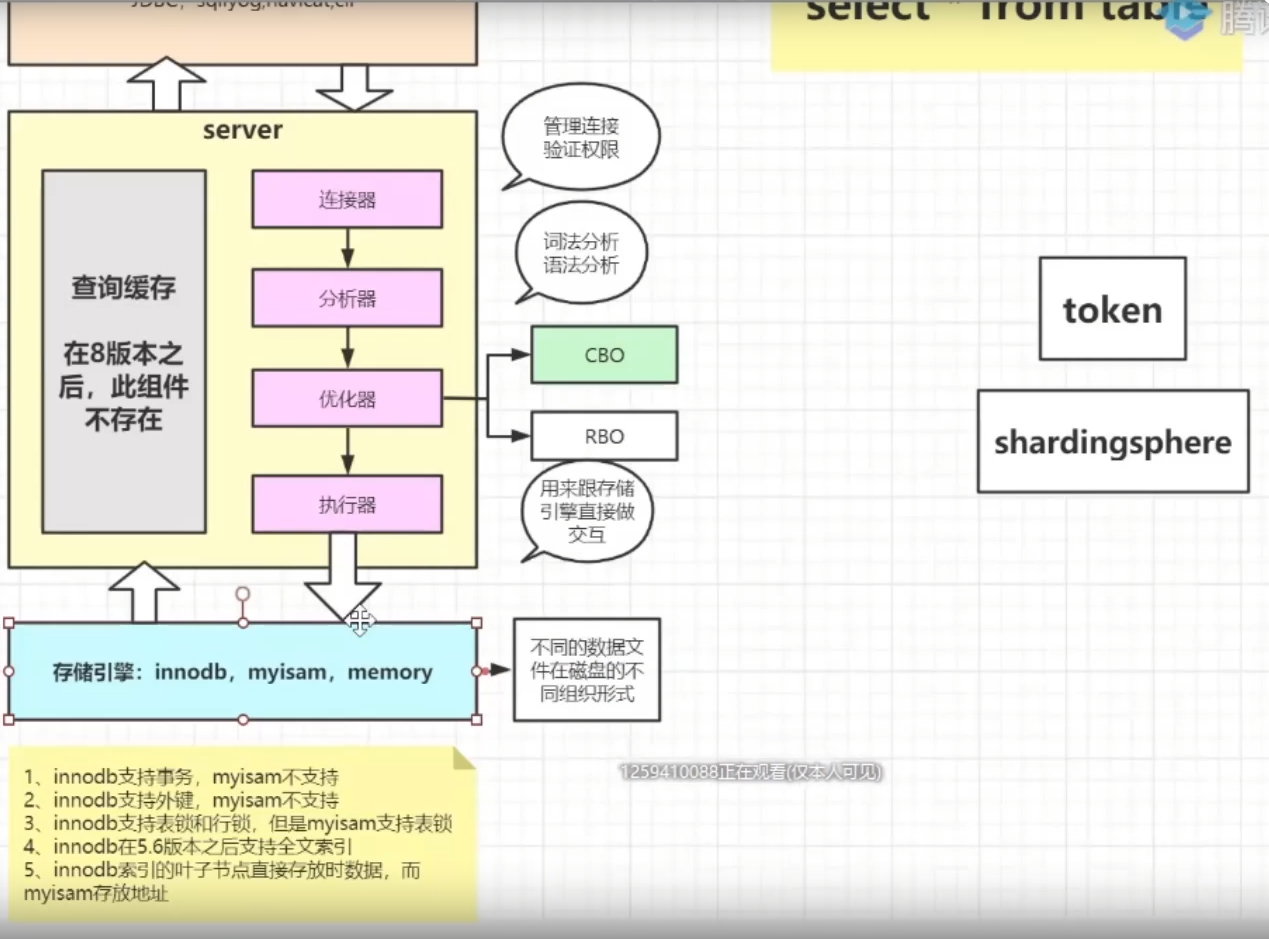 JDBC，sqlyog,navicat,cli
select * from table
腾讯
server
管理连接
验证权限
查询缓存
在8版本之
后，此组件
不存在
连接器
分析器
优化器
执行器
词法分析
语法分析
CBO
RBO
用来跟存储
引擎直接做
交互
token
shardingsphere
存储引擎：innodb，myisam，memory
不同的数据文
件在磁盘的不
同组织形式
1259410088正在观看(仅本人可见)
1、innodb支持事务，myisam不支持
2、innodb支持外键，myisam不支持
3、innodb支持表锁和行锁，但是myisam支持表锁
4、innodb在5.6版本之后支持全文索引
5、innodb索引的叶子节点直接存放时数据，而
myisam存放地址